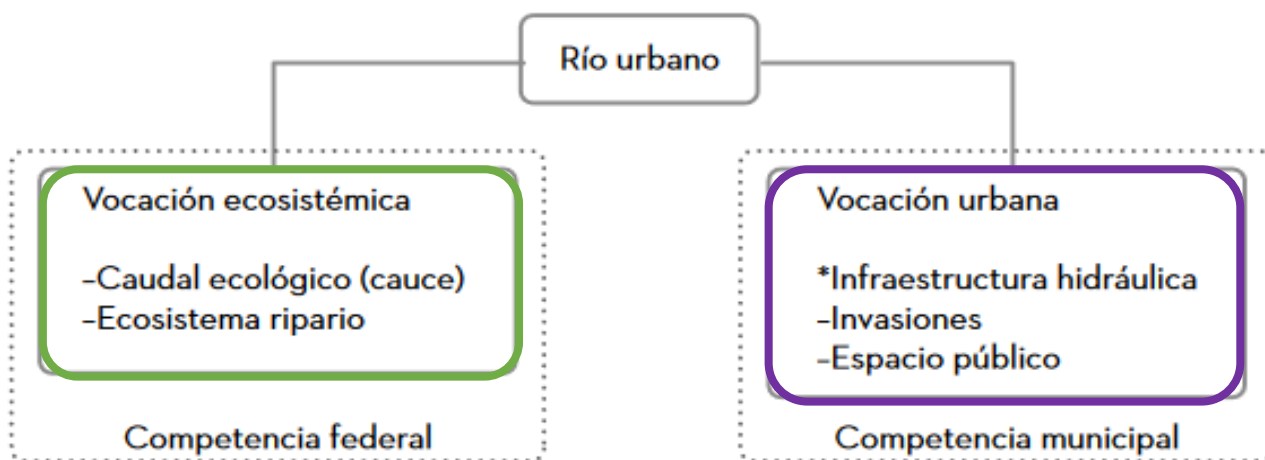 Río urbano
Vocación ecosistémica
–Caudal ecológico (cauce)
–Ecosistema ripario
Competencia federal
Vocación urbana
*Infraestructura hidráulica
–Invasiones
–Espacio público
Competencia municipal